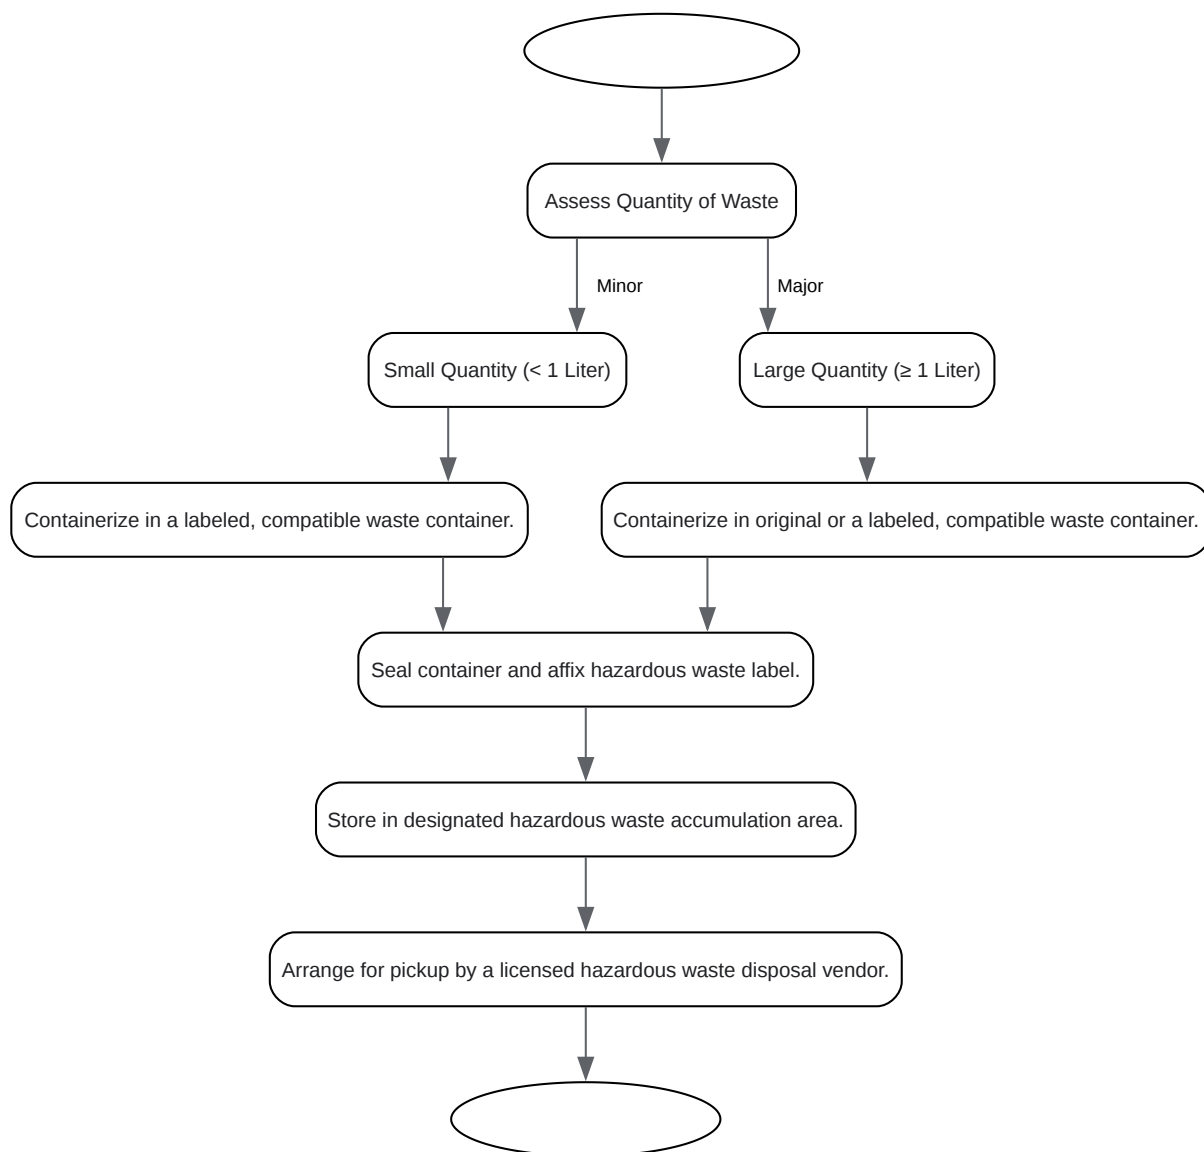 Assess Quantity of Waste
Minor
Major
Small Quantity (< 1 Liter)
Large Quantity (≥ 1 Liter)
Containerize in a labeled, compatible waste container.
Containerize in original or a labeled, compatible waste container.
Seal container and affix hazardous waste label.
Store in designated hazardous waste accumulation area.
Arrange for pickup by a licensed hazardous waste disposal vendor.